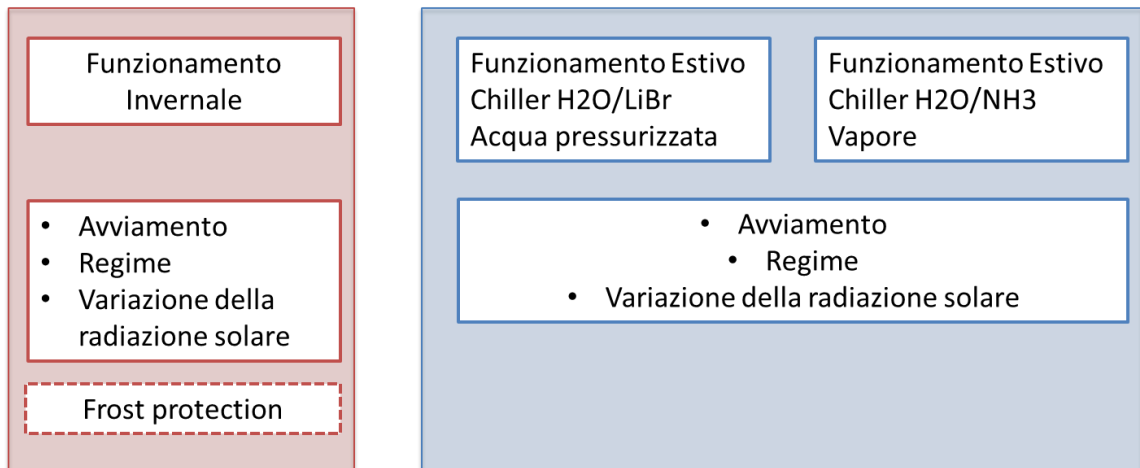 Funzionamento
Invernale
• Avviamento
• Regime
• Variazione della
radiazione solare
Frost protection
Funzionamento Estivo
Chiller H2O/LiBr
Acqua pressurizzata
Funzionamento Estivo
Chiller H2O/NH3
Vapore
• Avviamento
• Regime
• Variazione della radiazione solare